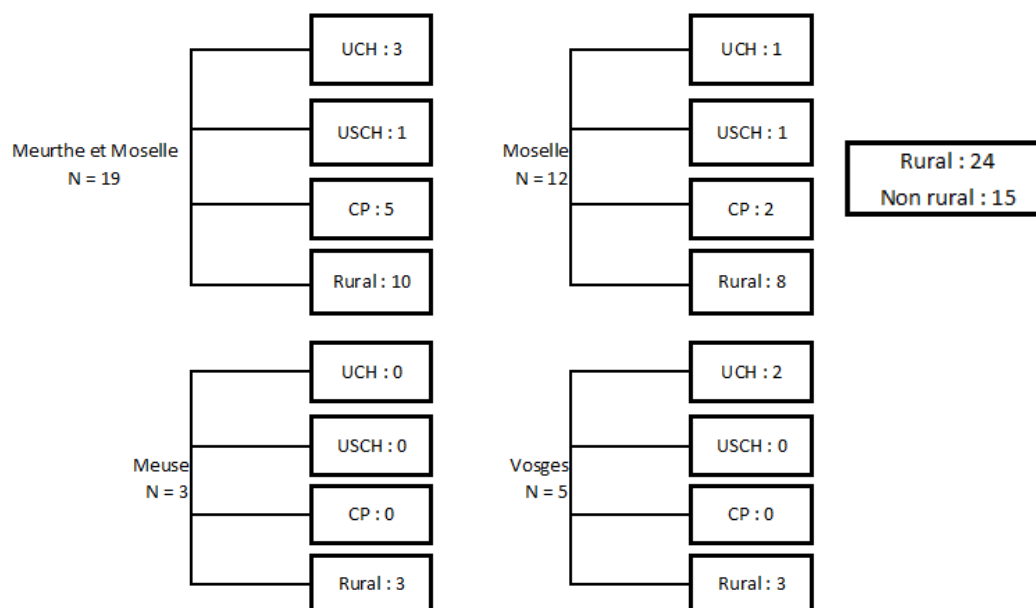 UCH : 3
USCH : 1
Meurthe et Moselle
N = 19
CP : 5
Rural : 10
UCH : 1
USCH : 1
Moselle
N = 12
CP : 2
Rural : 8
Rural : 24
Non rural : 15
UCH : 0
USCH : 0
Meuse
N = 3
CP : 0
Rural : 3
UCH : 2
USCH : 0
Vosges
N = 5
CP : 0
Rural : 3